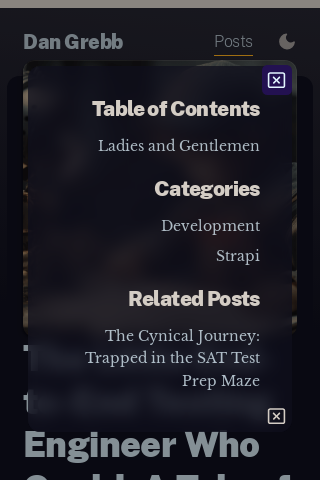 Dan Grebb
Posts
Table of Contents
Ladies and Gentlemen
Categories
Development
Strapi
Related Posts
The Cynical Journey:
Trapped in the SAT Test
Prep Maze
Engineer Who